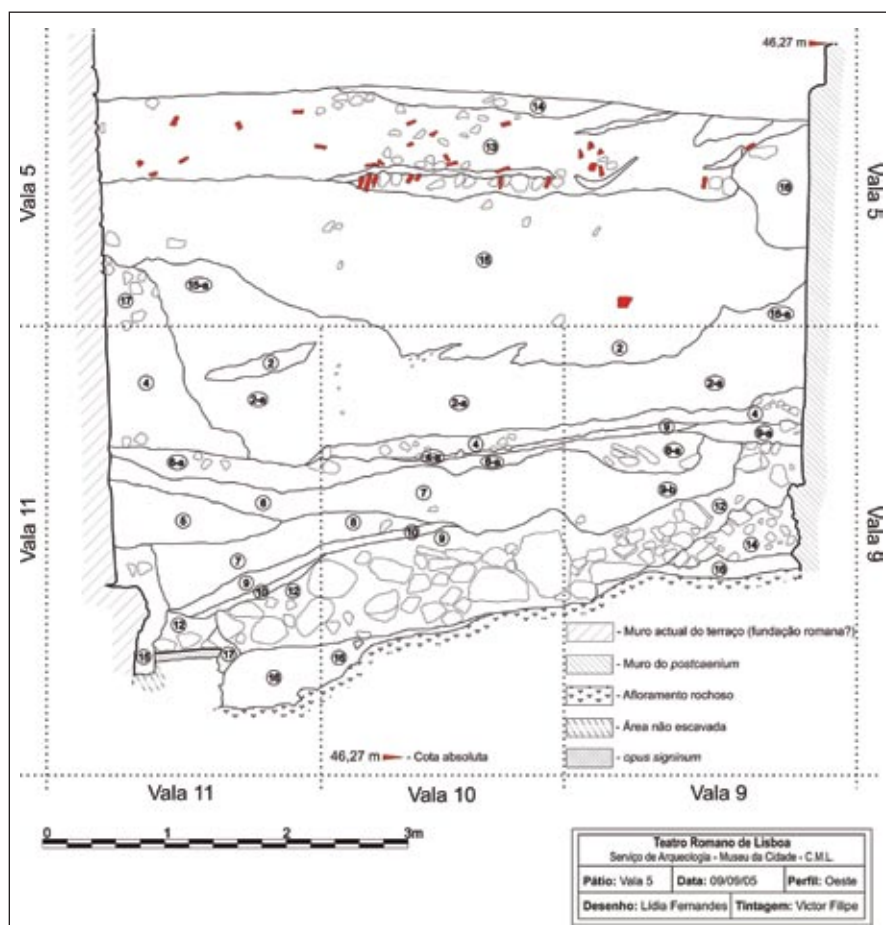 46,27 m
14
13
Vala 5
Vala 5
16
15
15-a
17
15-a
2
2
4
2-a
2-a
2-a
4
9
4
6-a
6-a
7
6
9-b
12
5
8
10
9
7
14
9
10
12
16
12
15
17
16
16
- Muro actual do terraço (fundação romana?)
- Muro do postcaenium
- Afloramento rochoso
- Área não escavada
- opus signinum
46,27 m - Cota absoluta
Vala 11
Vala 9
Vala 11 Vala 10 Vala 9
0 1 2 3m
Teatro Romano de Lisboa
Serviço de Arqueologia - Museu da Cidade - C.M.L.
Pátio: Vala 5 Data: 09/09/05 Perfil: Oeste
Desenho: Lídia Fernandes Tintagem: Victor Filipe